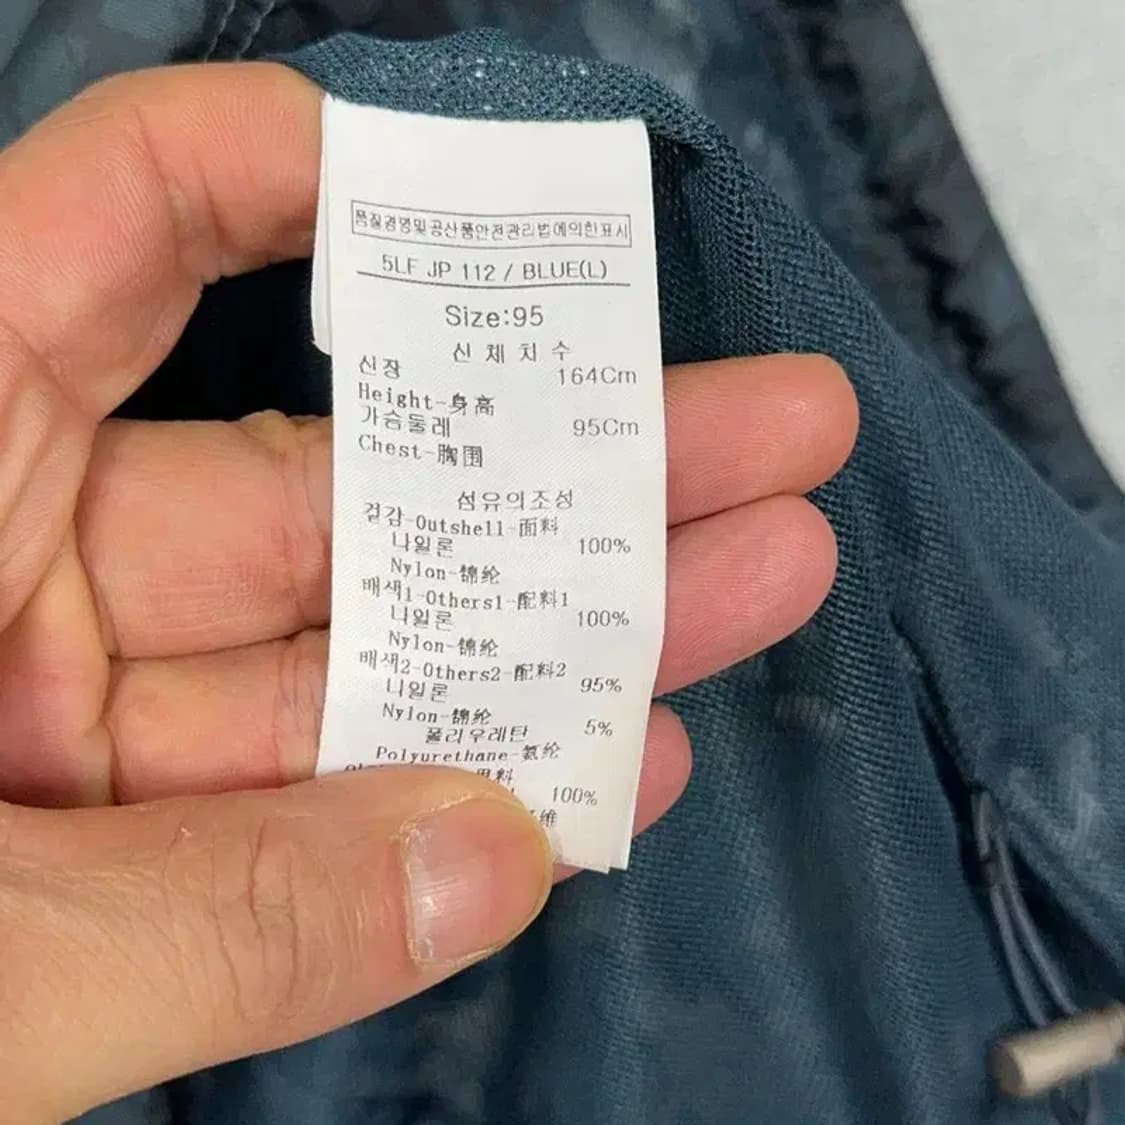 품질경영및공산품안전관리법에의한표시
5LF JP 112 / BLUE(L)
Size:95
신 체 치 수
신장 164Cm
Height-身高
가슴둘레 95Cm
Chest-胸围
섬유의조성
겉감-Outshell-面料
나일론 100%
Nylon-锦纶
배색1-Others1-配料1
나일론 100%
Nylon-锦纶
배색2-Others2-配料2
나일론 95%
Nylon-锦纶
폴리우레탄 5%
Polyurethane-氨纶
料
100%
维